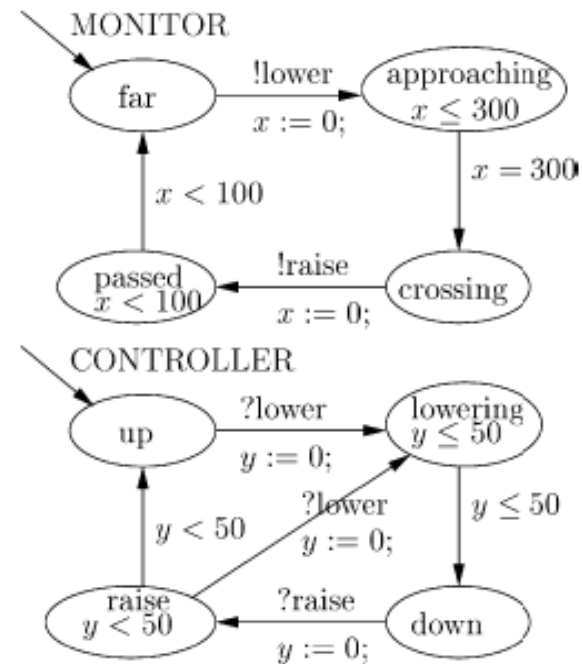 MONITOR
far
!lower
x := 0;
approaching
x ≤ 300
x = 300
x < 100
passed
x < 100
!raise
x := 0;
crossing
CONTROLLER
up
?lower
y := 0;
lowering
y ≤ 50
?lower
y := 0;
y ≤ 50
y < 50
raise
y < 50
?raise
y := 0;
down